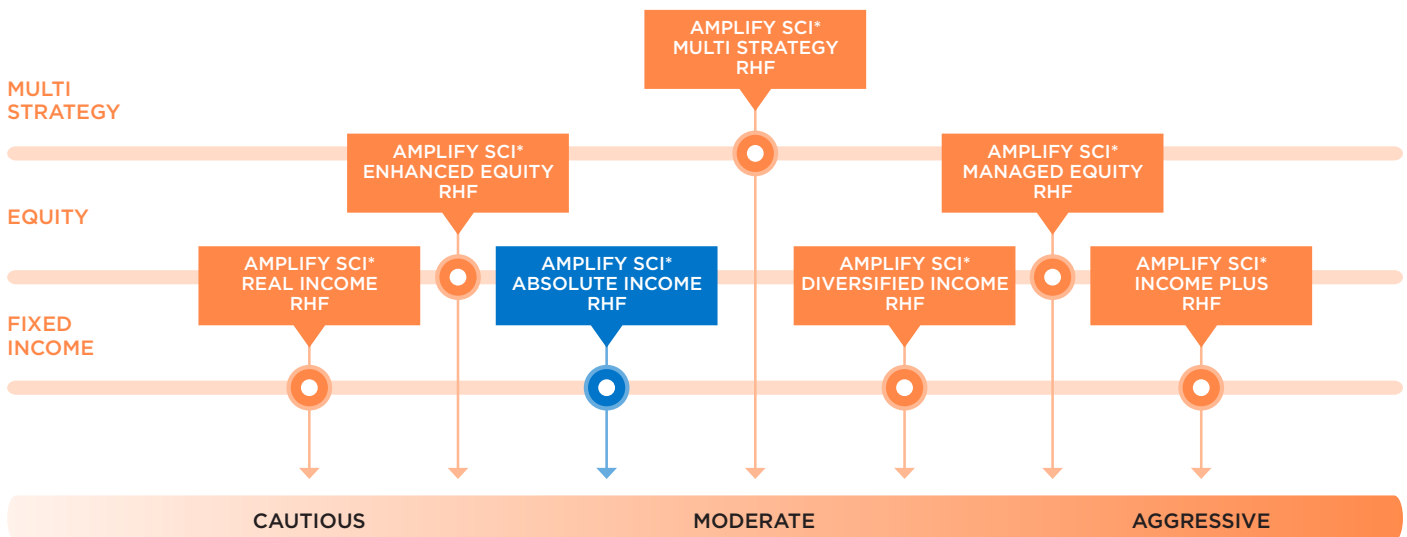 AMPLIFY SCI*
MULTI STRATEGY
RHF
MULTI
STRATEGY
AMPLIFY SCI*
ENHANCED EQUITY
RHF
AMPLIFY SCI*
MANAGED EQUITY
RHF
EQUITY
AMPLIFY SCI*
REAL INCOME
RHF
AMPLIFY SCI*
ABSOLUTE INCOME
RHF
AMPLIFY SCI*
DIVERSIFIED INCOME
RHF
AMPLIFY SCI*
INCOME PLUS
RHF
FIXED
INCOME
CAUTIOUS
MODERATE
AGGRESSIVE